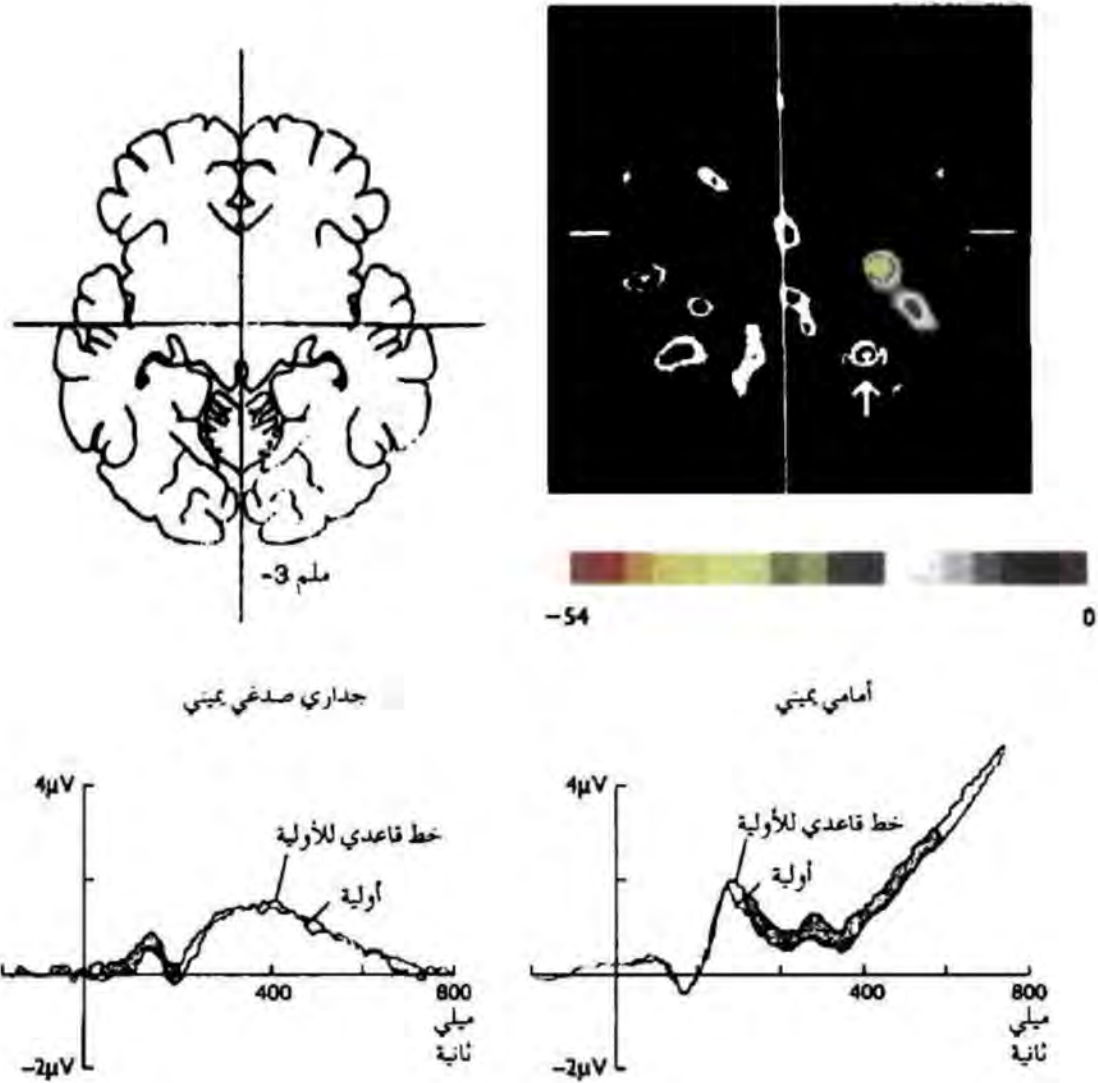 -3 ملم
-54
0
جداري صدغي يميني
أمامي يميني
4μV
خط قاعدي للأولية
أولية
400
800
ميلي
ثانية
-2μV
4μV
خط قاعدي للأولية
أولية
400
800
ميلي
ثانية
-2μV